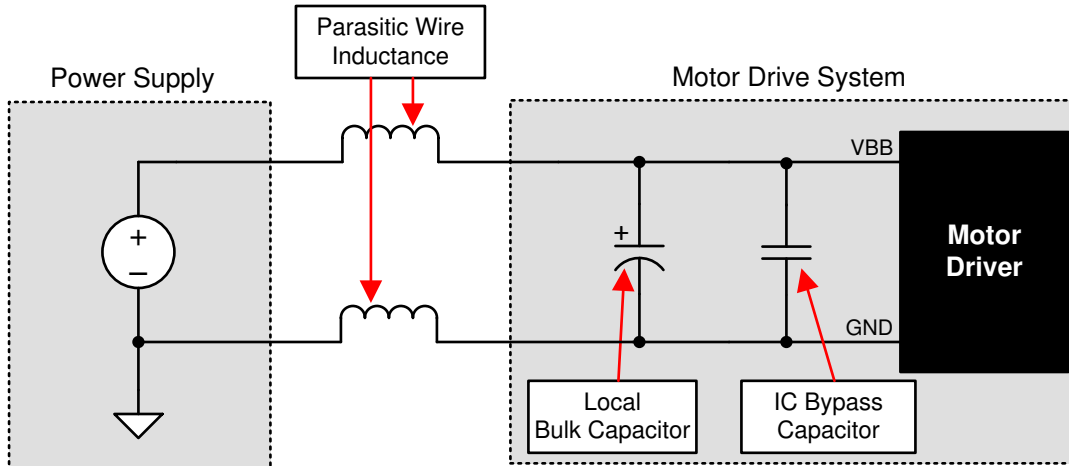 Parasitic Wire
Inductance
Power Supply
Motor Drive System
VBB
+
+
–
Motor
Driver
GND
Local
Bulk Capacitor
IC Bypass
Capacitor